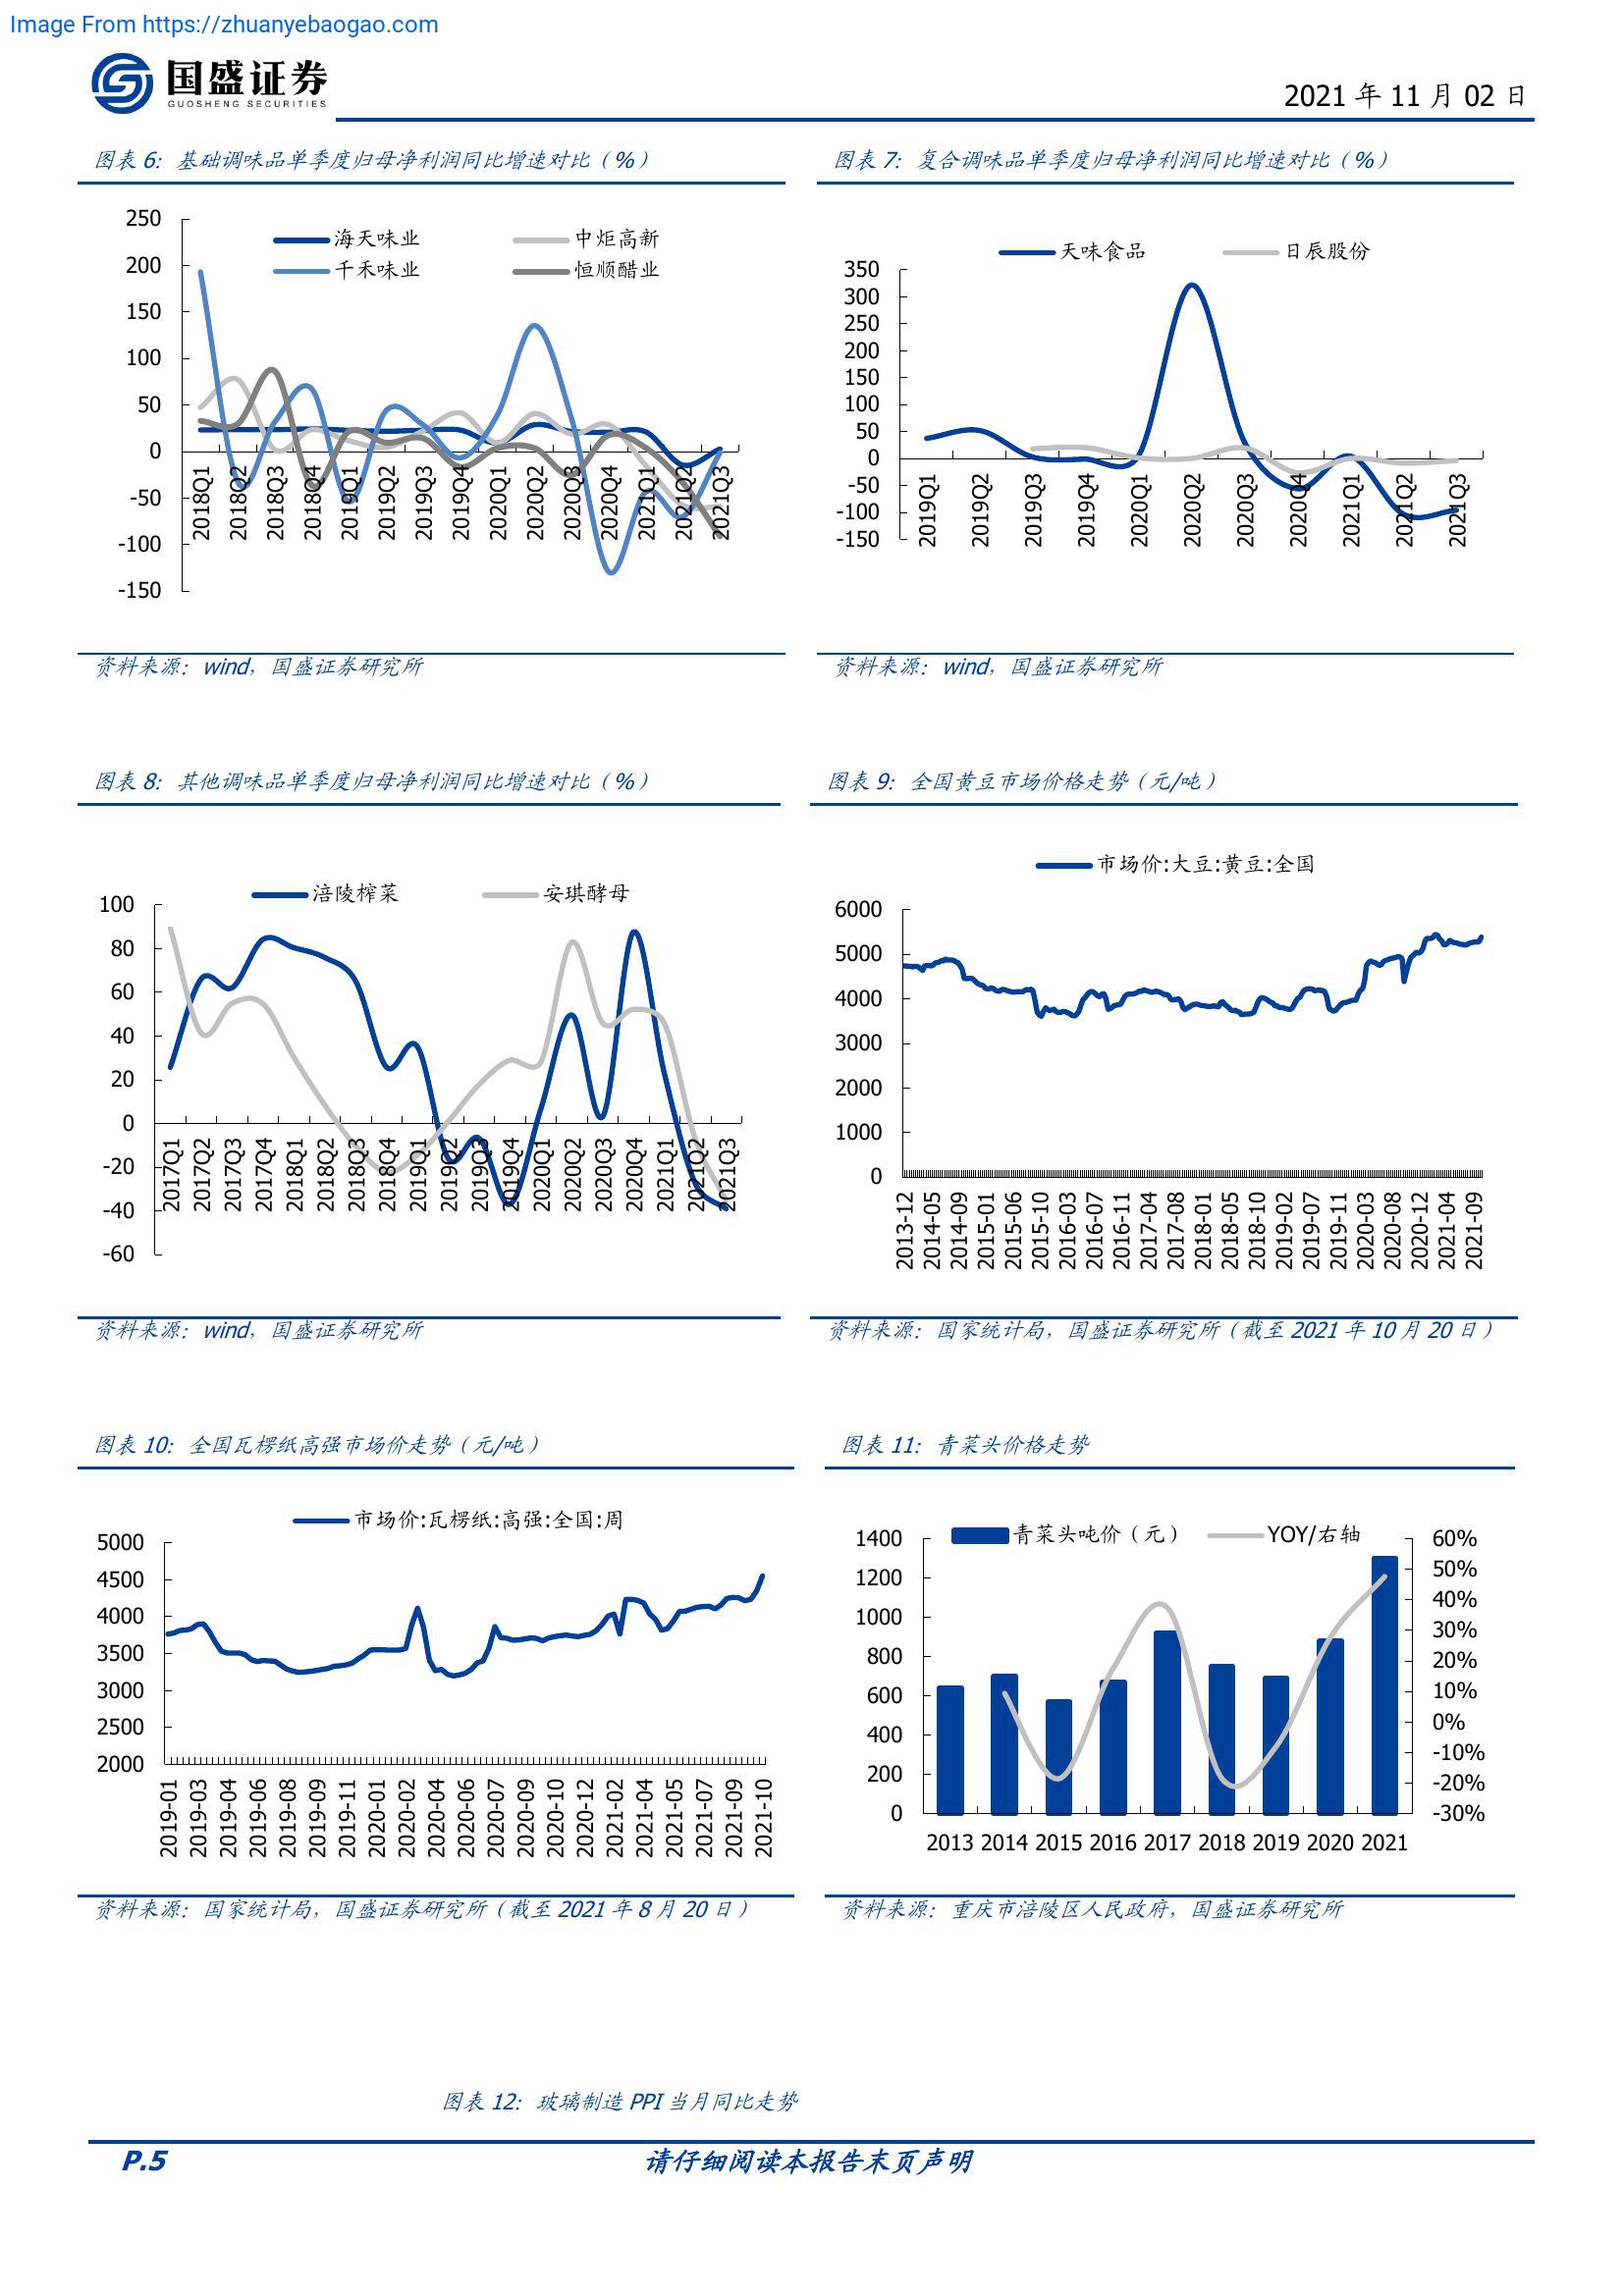 Image From https://zhuanyebaogao.com
国盛证券
GUOSHENG SECURITIES
2021 年 11 月 02 日
图表 6: 基础调味品单季度归母净利润同比增速对比（%）
海天味业 中炬高新
千禾味业 恒顺醋业
250
200
150
100
50
0
-50
-100
-150
2018Q1 2018Q2 2018Q3 2018Q4 2019Q1 2019Q2 2019Q3 2019Q4 2020Q1 2020Q2 2020Q3 2020Q4 2021Q1 2021Q2 2021Q3
资料来源：wind，国盛证券研究所
图表 7: 复合调味品单季度归母净利润同比增速对比（%）
天味食品 日辰股份
350
300
250
200
150
100
50
0
-50
-100
-150
2019Q1 2019Q2 2019Q3 2019Q4 2020Q1 2020Q2 2020Q3 2020Q4 2021Q1 2021Q2 2021Q3
资料来源：wind，国盛证券研究所
图表 8: 其他调味品单季度归母净利润同比增速对比（%）
涪陵榨菜 安琪酵母
100
80
60
40
20
0
-20
-40
-60
2017Q1 2017Q2 2017Q3 2017Q4 2018Q1 2018Q2 2018Q3 2018Q4 2019Q1 2019Q2 2019Q3 2019Q4 2020Q1 2020Q2 2020Q3 2020Q4 2021Q1 2021Q2 2021Q3
资料来源：wind，国盛证券研究所
图表 9: 全国黄豆市场价格走势（元/吨）
市场价:大豆:黄豆:全国
6000
5000
4000
3000
2000
1000
0
2013-12 2014-05 2014-09 2015-01 2015-06 2015-10 2016-03 2016-07 2016-11 2017-04 2017-08 2018-01 2018-05 2018-10 2019-02 2019-07 2019-11 2020-03 2020-08 2020-12 2021-04 2021-09
资料来源：国家统计局，国盛证券研究所（截至 2021 年 10 月 20 日）
图表 10: 全国瓦楞纸高强市场价走势（元/吨）
市场价:瓦楞纸:高强:全国:周
5000
4500
4000
3500
3000
2500
2000
2019-01 2019-03 2019-04 2019-06 2019-08 2019-09 2019-11 2020-01 2020-02 2020-04 2020-06 2020-07 2020-09 2020-10 2020-12 2021-02 2021-04 2021-05 2021-07 2021-09 2021-10
资料来源：国家统计局，国盛证券研究所（截至 2021 年 8 月 20 日）
图表 11: 青菜头价格走势
青菜头吨价（元） YOY/右轴
1400 60%
1200 50%
1000 40%
800 30%
600 20%
400 10%
200 0%
0 -10%
-20%
-30%
2013 2014 2015 2016 2017 2018 2019 2020 2021
资料来源：重庆市涪陵区人民政府，国盛证券研究所
图表 12: 玻璃制造 PPI 当月同比走势
P.5
请仔细阅读本报告末页声明